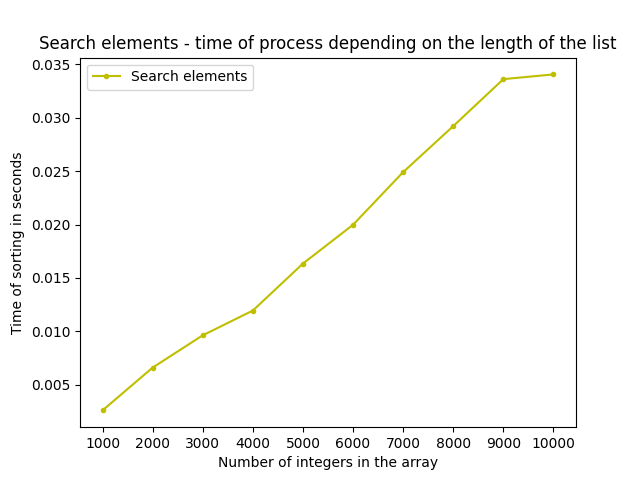 Search elements - time of process depending on the length of the list
Search elements
0.035
0.030
0.025
0.020
0.015
0.010
0.005
Time of sorting in seconds
1000 2000 3000 4000 5000 6000 7000 8000 9000 10000
Number of integers in the array